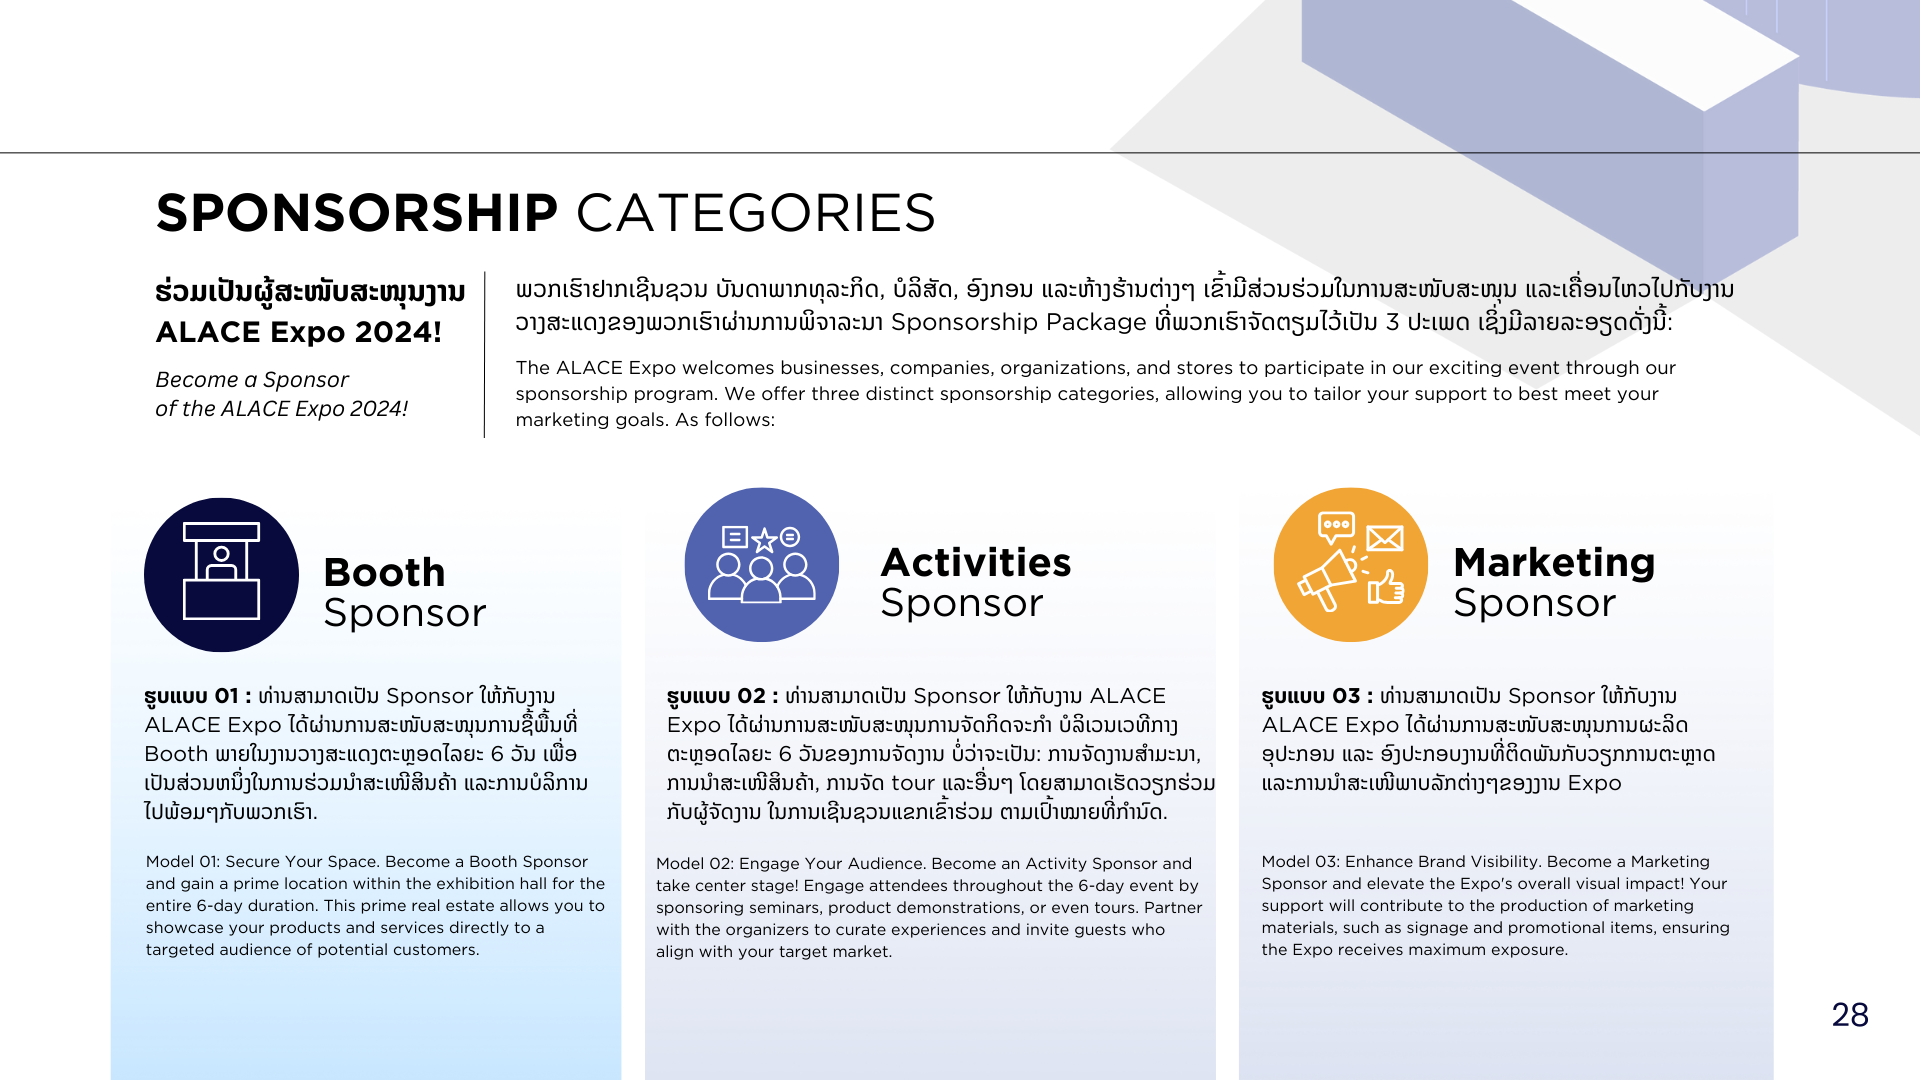 SPONSORSHIP CATEGORIES
ຮ່ວມເປັນຜູ້ສະໜັບສະໜຸນງານ
ALACE Expo 2024!
Become a Sponsor
of the ALACE Expo 2024!
ພວກເຮົາຢາກເຊີນຊວນ ບັນດາພາກທຸລະກິດ, ບໍລິສັດ, ອົງກອນ ແລະຫ້າງຮ້ານຕ່າງໆ ເຂົ້າມີສ່ວນຮ່ວມໃນການສະໜັບສະໜຸນ ແລະເຄື່ອນໄຫວໄປກັບງານ
ວາງສະແດງຂອງພວກເຮົາຜ່ານການພິຈາລະນາ Sponsorship Package ທີ່ພວກເຮົາຈັດຕຽມໄວ້ເປັນ 3 ປະເພດ ເຊິ່ງມີລາຍລະອຽດດັ່ງນີ້:
The ALACE Expo welcomes businesses, companies, organizations, and stores to participate in our exciting event through our
sponsorship program. We offer three distinct sponsorship categories, allowing you to tailor your support to best meet your
marketing goals. As follows:
Booth
Sponsor
ຮູບແບບ 01 : ທ່ານສາມາດເປັນ Sponsor ໃຫ້ກັບງານ
ALACE Expo ໄດ້ຜ່ານການສະໜັບສະໜຸນການຊື້ພື້ນທີ່
Booth ພາຍໃນງານວາງສະແດງຕະຫຼອດໄລຍະ 6 ວັນ ເພື່ອ
ເປັນສ່ວນຫນຶ່ງໃນການຮ່ວມນຳສະເໜີສິນຄ້າ ແລະການບໍລິການ
ໄປພ້ອມໆກັບພວກເຮົາ.
Model 01: Secure Your Space. Become a Booth Sponsor
and gain a prime location within the exhibition hall for the
entire 6-day duration. This prime real estate allows you to
showcase your products and services directly to a
targeted audience of potential customers.
Activities
Sponsor
ຮູບແບບ 02 : ທ່ານສາມາດເປັນ Sponsor ໃຫ້ກັບງານ ALACE
Expo ໄດ້ຜ່ານການສະໜັບສະໜຸນການຈັດກິດຈະກຳ ບໍລິເວນເວທີກາງ
ຕະຫຼອດໄລຍະ 6 ວັນຂອງການຈັດງານ ບໍ່ວ່າຈະເປັນ: ການຈັດງານສຳມະນາ,
ການນຳສະເໜີສິນຄ້າ, ການຈັດ tour ແລະອື່ນໆ ໂດຍສາມາດເຮັດວຽກຮ່ວມ
ກັບຜູ້ຈັດງານ ໃນການເຊີນຊວນແຂກເຂົ້າຮ່ວມ ຕາມເປົ້າໝາຍທີ່ກຳນົດ.
Model 02: Engage Your Audience. Become an Activity Sponsor and
take center stage! Engage attendees throughout the 6-day event by
sponsoring seminars, product demonstrations, or even tours. Partner
with the organizers to curate experiences and invite guests who
align with your target market.
Marketing
Sponsor
ຮູບແບບ 03 : ທ່ານສາມາດເປັນ Sponsor ໃຫ້ກັບງານ
ALACE Expo ໄດ້ຜ່ານການສະໜັບສະໜຸນການຜະລິດ
ອຸປະກອນ ແລະ ອົງປະກອບງານທີ່ຕິດພັນກັບວຽກການຕະຫຼາດ
ແລະການນຳສະເໜີພາບລັກຕ່າງໆຂອງງານ Expo
Model 03: Enhance Brand Visibility. Become a Marketing
Sponsor and elevate the Expo's overall visual impact! Your
support will contribute to the production of marketing
materials, such as signage and promotional items, ensuring
the Expo receives maximum exposure.
28